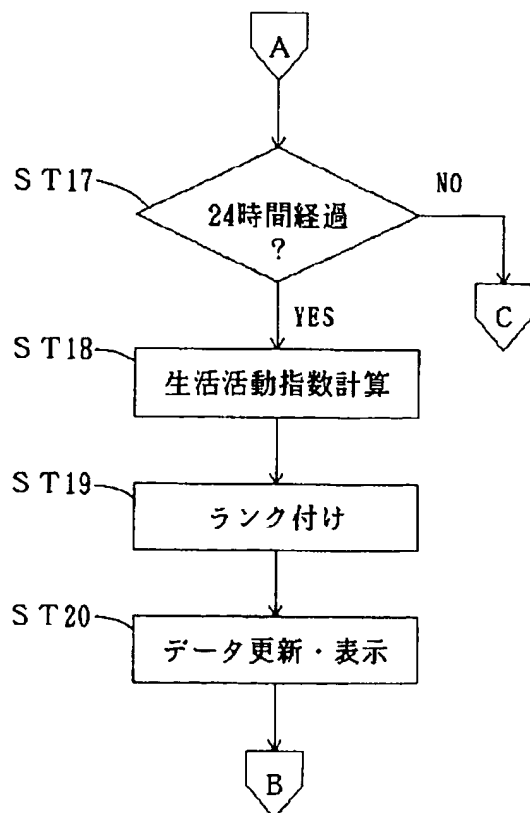 A
ST17
24時間経過
?
NO
C
YES
ST18
生活活動指数計算
ST19
ランク付け
ST20
データ更新・表示
B